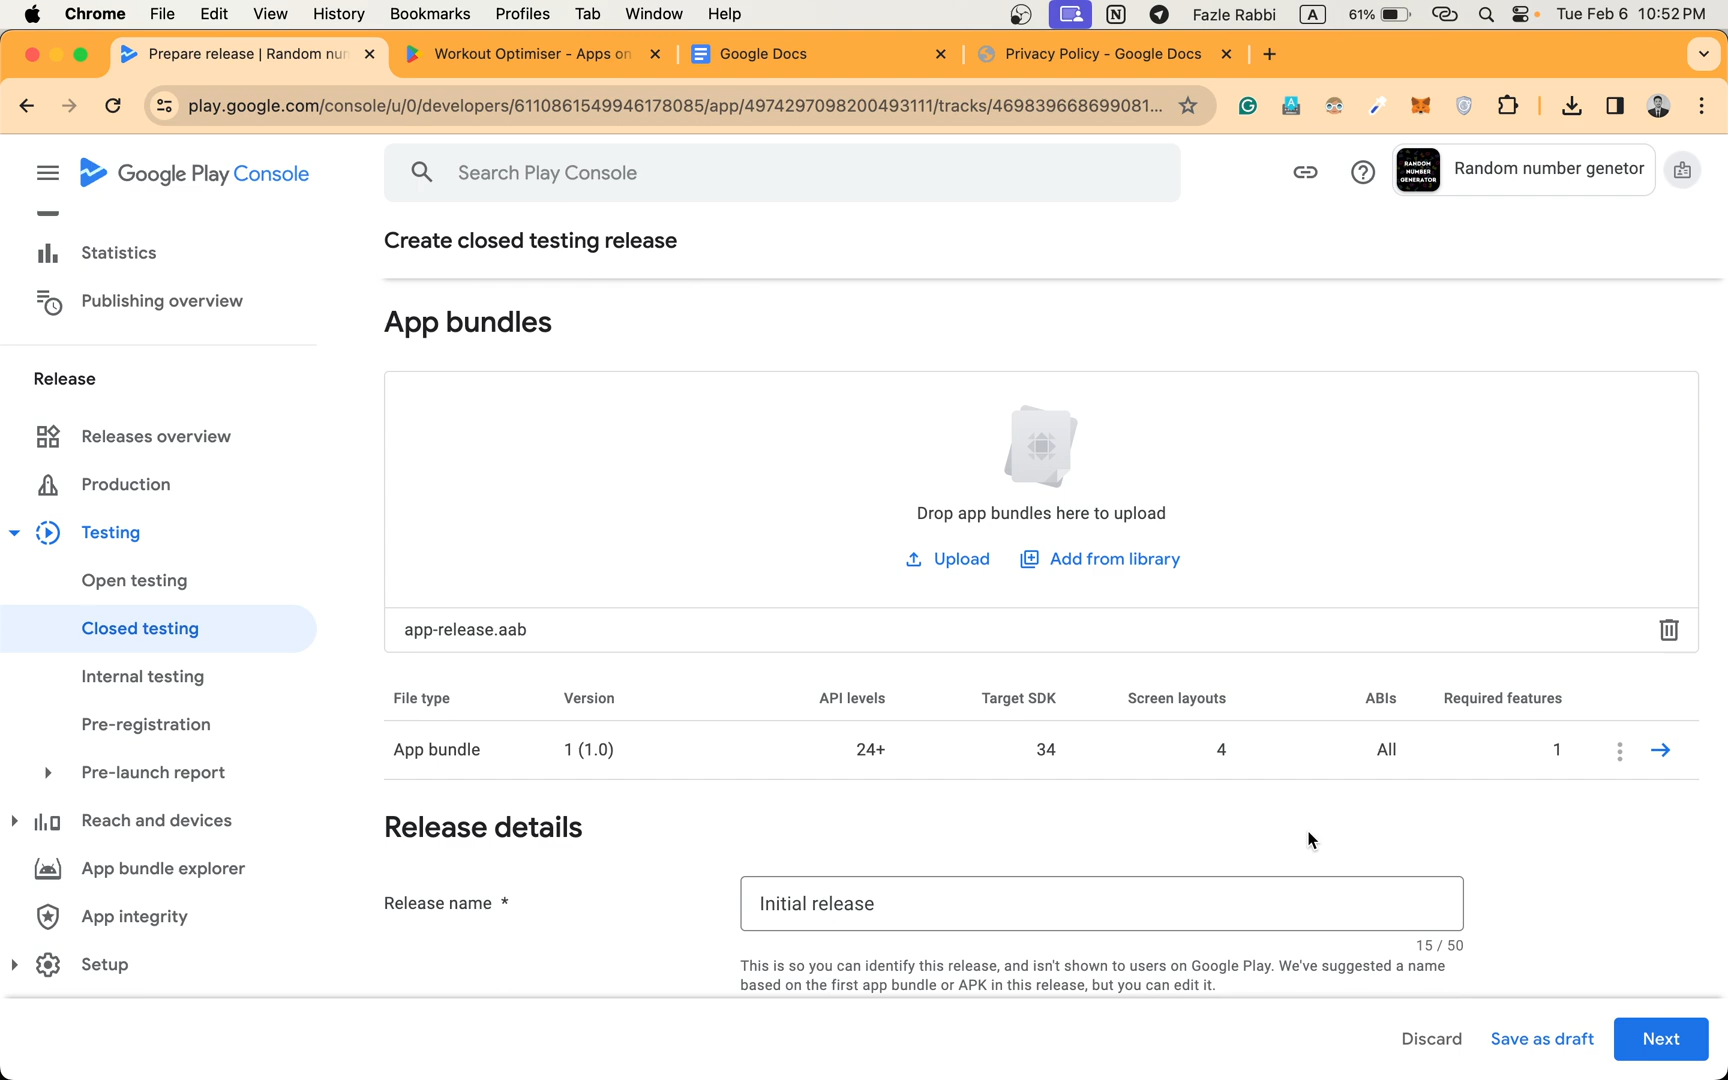 Chrome File Edit View History Bookmarks Profiles Tab Window Help Fazle Rabbi A 61% Tue Feb 6 10:52 PM
Prepare release | Random nun Workout Optimiser - Apps on Google Docs Privacy Policy - Google Docs
play.google.com/console/u/0/developers/6110861549946178085/app/4974297098200493111/tracks/469839668699081...
Google Play Console
Search Play Console
RANDOM
NUMBER
GENERATOR
Random number genetor
Statistics
Publishing overview
Release
Releases overview
Production
Testing
Open testing
Closed testing
Internal testing
Pre-registration
Pre-launch report
Reach and devices
App bundle explorer
App integrity
Setup
Create closed testing release
App bundles
Drop app bundles here to upload
Upload Add from library
app-release.aab
File type Version API levels Target SDK Screen layouts ABIs Required features
App bundle 1 (1.0) 24+ 34 4 All 1
Release details
Release name * Initial release
15 / 50
This is so you can identify this release, and isn't shown to users on Google Play. We've suggested a name
based on the first app bundle or APK in this release, but you can edit it.
Discard Save as draft Next